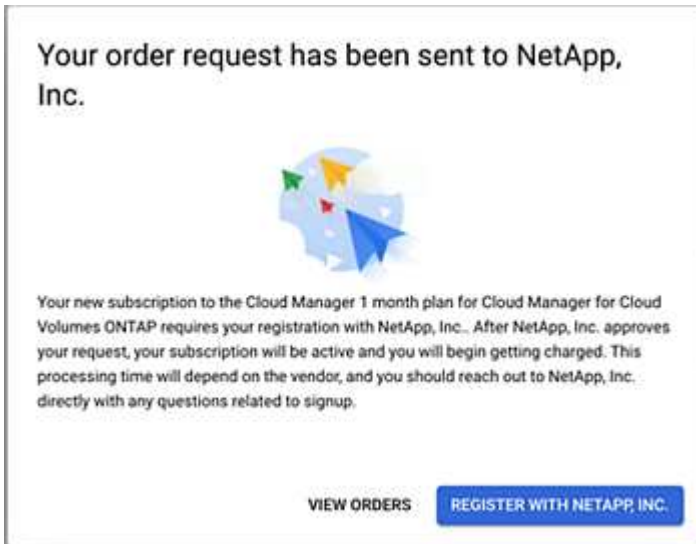 Your order request has been sent to NetApp,
Inc.
Your new subscription to the Cloud Manager 1 month plan for Cloud Manager for Cloud
Volumes ONTAP requires your registration with NetApp, Inc.. After NetApp, Inc. approves
your request, your subscription will be active and you will begin getting charged. This
processing time will depend on the vendor, and you should reach out to NetApp, Inc.
directly with any questions related to signup.
VIEW ORDERS
REGISTER WITH NETAPP, INC.